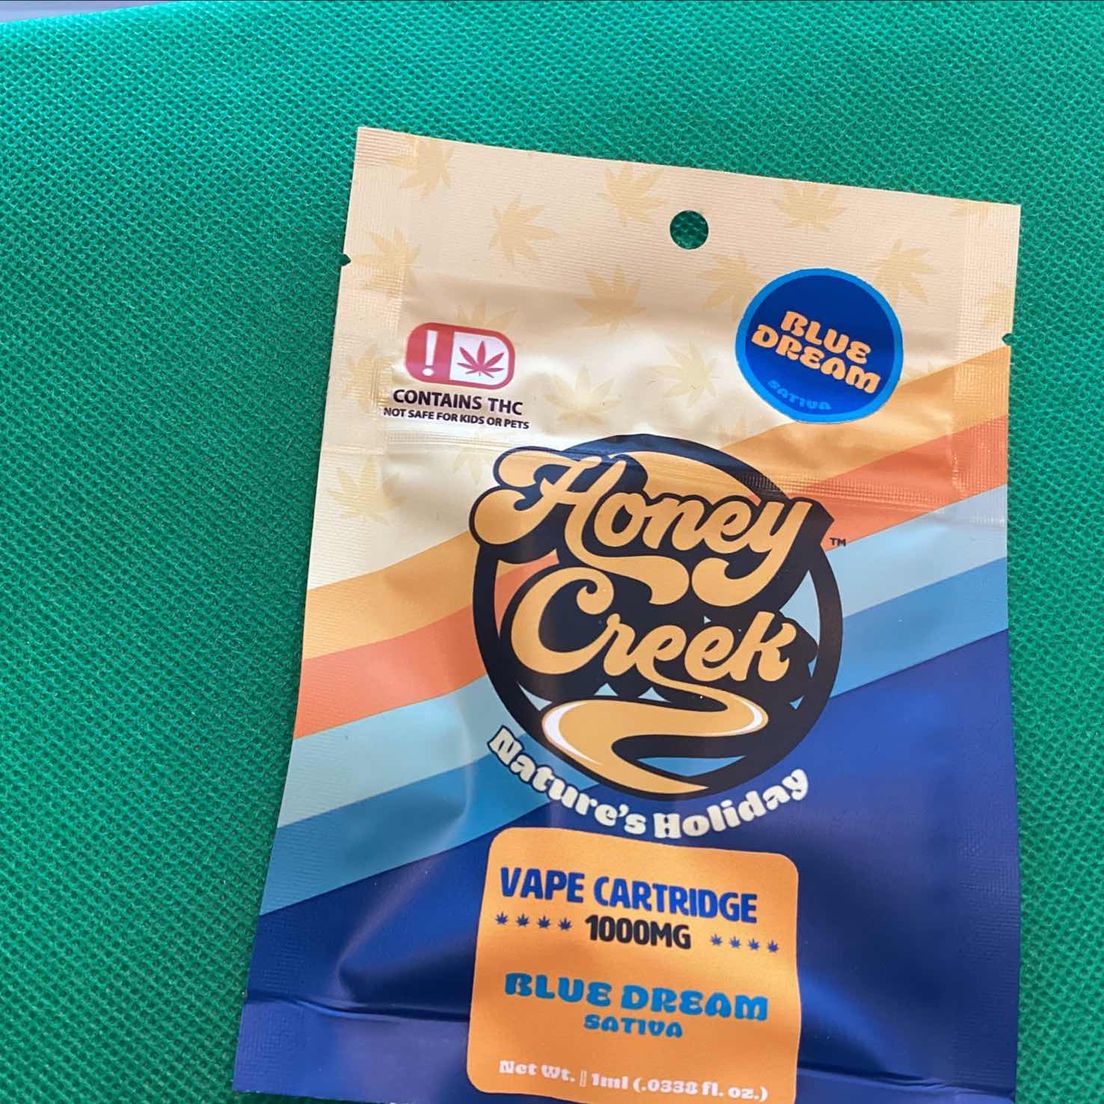 BLUE
DREAM
SATIVA
!
CONTAINS THC
NOT SAFE FOR KIDS OR PETS
Honey
Creek
TM
Nature's Holiday
VAPE CARTRIDGE
1000MG
BLUE DREAM
SATIVA
Net Wt. | 1ml (.0338 fl. oz.)